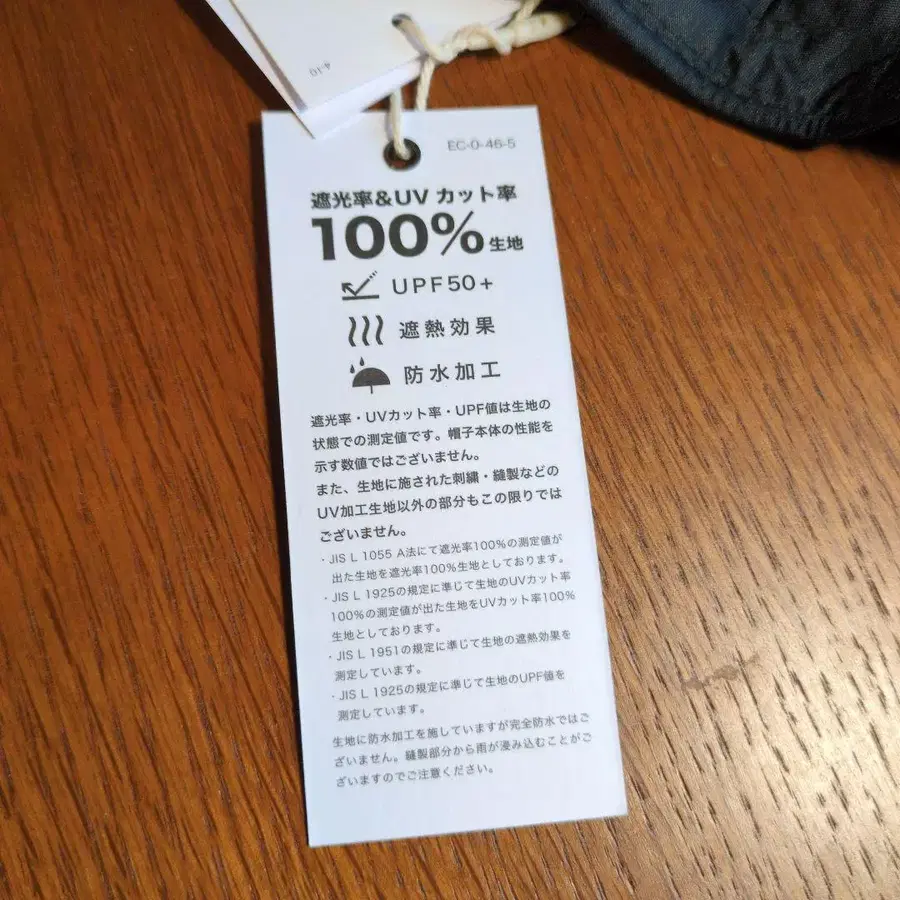 4-10
EC-0-46-5
遮光率&UV カット率
100%生地
UPF50+
遮熱効果
防水加工
遮光率・UVカット率・UPF値は生地の
状態での測定値です。帽子本体の性能を
示す数値ではございません。
また、生地に施された刺繍・縫製などの
UV加工生地以外の部分もこの限りでは
ございません。
・JIS L 1055 A法にて遮光率100%の測定値が
出た生地を遮光率100%生地としております。
・JIS L 1925の規定に準じて生地のUVカット率
100%の測定値が出た生地をUVカット率100%
生地としております。
・JIS L 1951の規定に準じて生地の遮熱効果を
測定しています。
・JIS L 1925の規定に準じて生地のUPF値を
測定しています。
生地に防水加工を施していますが完全防水ではご
ざいません。縫製部分から雨が浸み込むことがご
ざいますのでご注意ください。